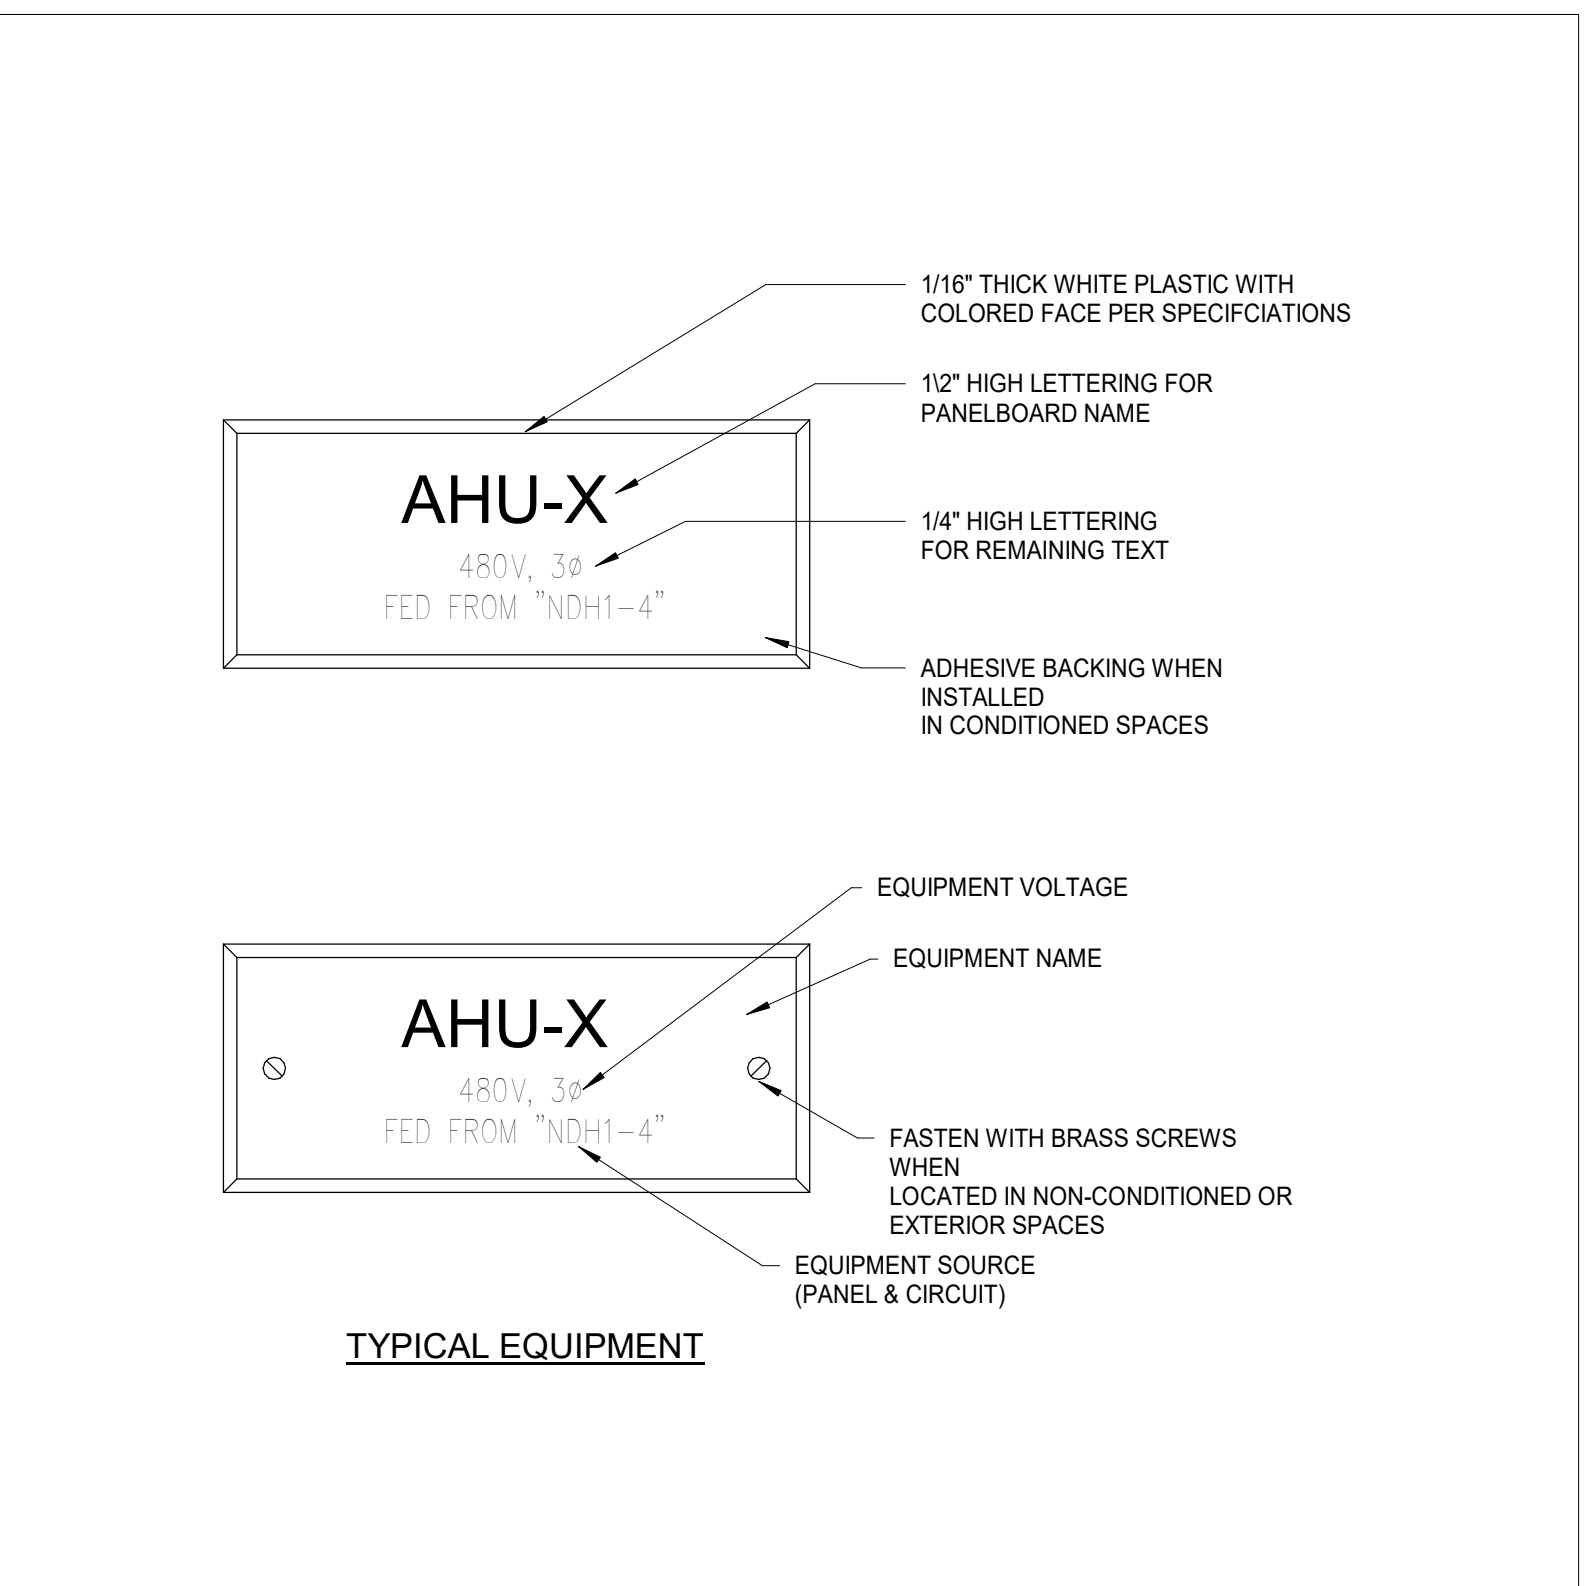 1/16" THICK WHITE PLASTIC WITH
COLORED FACE PER SPECIFCIATIONS
1\2" HIGH LETTERING FOR
PANELBOARD NAME
AHU-X
1/4" HIGH LETTERING
FOR REMAINING TEXT
480V, 3ø
FED FROM "NDH1-4"
ADHESIVE BACKING WHEN
INSTALLED
IN CONDITIONED SPACES
EQUIPMENT VOLTAGE
EQUIPMENT NAME
AHU-X
480V, 3ø
FED FROM "NDH1-4"
FASTEN WITH BRASS SCREWS
WHEN
LOCATED IN NON-CONDITIONED OR
EXTERIOR SPACES
EQUIPMENT SOURCE
(PANEL & CIRCUIT)
TYPICAL EQUIPMENT